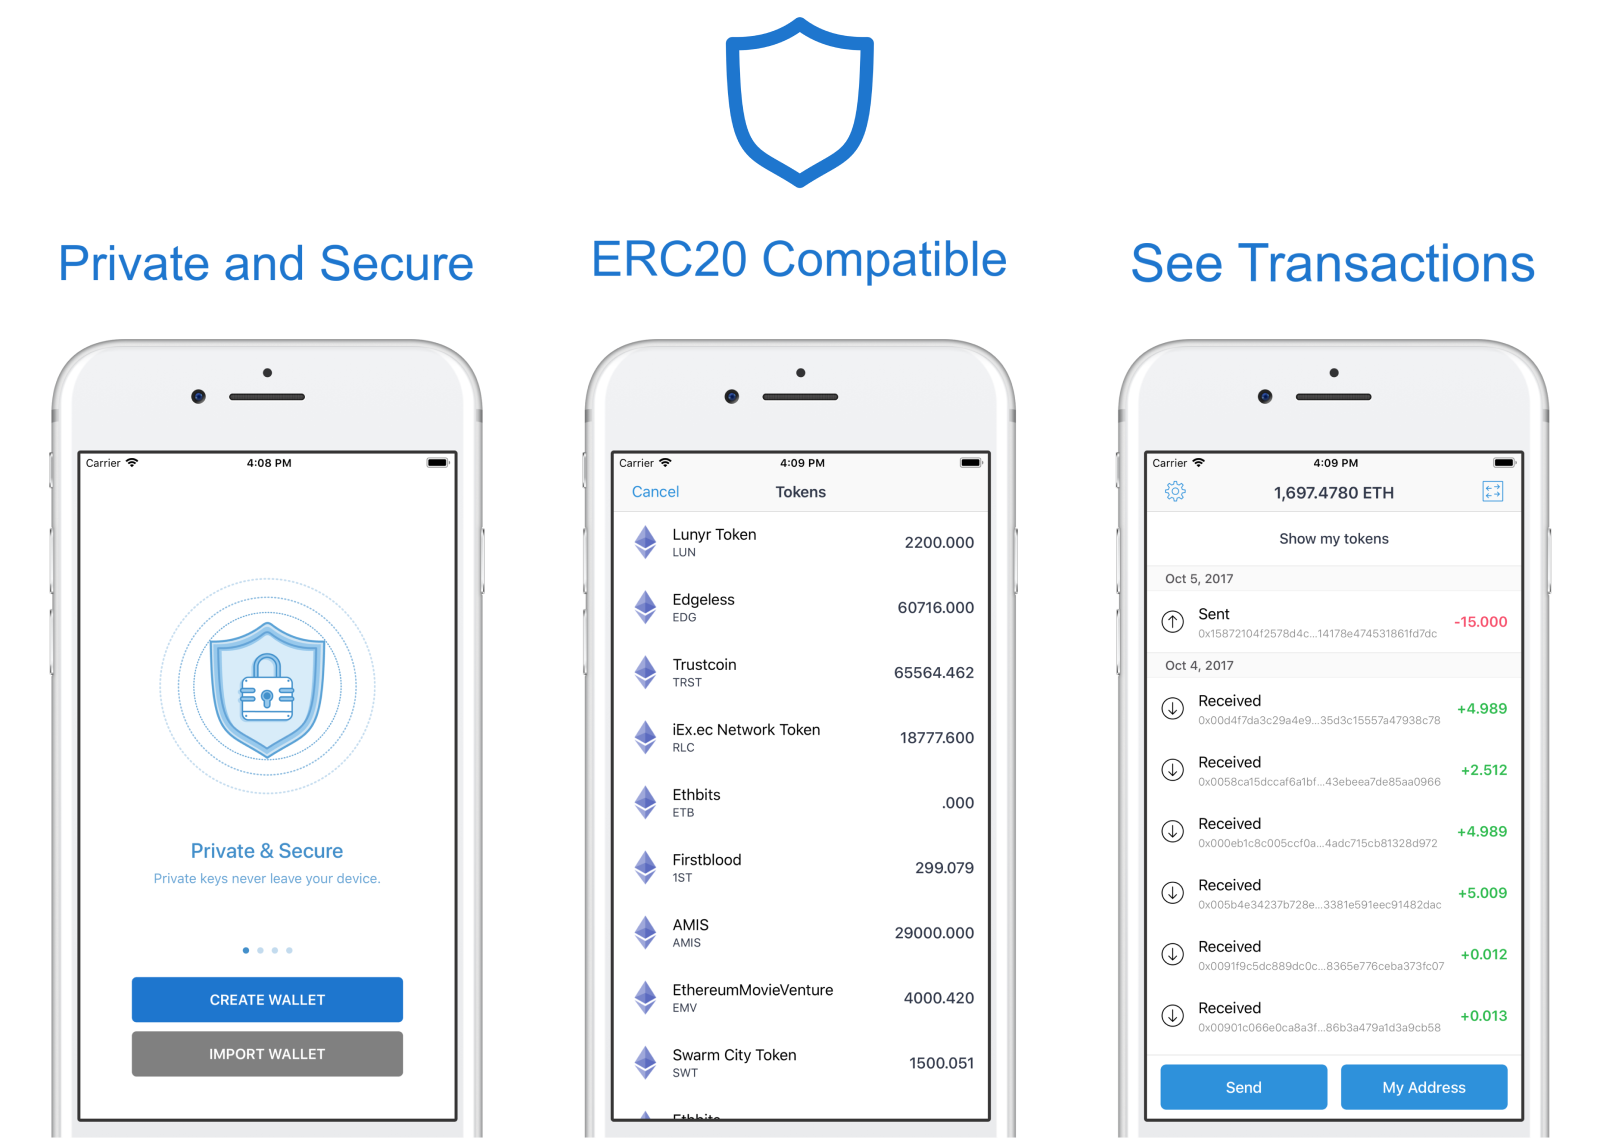 Private and Secure
ERC20 Compatible
See Transactions
Carrier
4:08 PM
Private & Secure
Private keys never leave your device.
CREATE WALLET
IMPORT WALLET
Carrier
4:09 PM
Cancel
Tokens
Lunyr Token
LUN
2200.000
Edgeless
EDG
60716.000
Trustcoin
TRST
65564.462
iEx.ec Network Token
RLC
18777.600
Ethbits
ETB
.000
Firstblood
1ST
299.079
AMIS
AMIS
29000.000
EthereumMovieVenture
EMV
4000.420
Swarm City Token
SWT
1500.051
Ethbits
Carrier
4:09 PM
1,697.4780 ETH
Show my tokens
Oct 5, 2017
Sent
0x15872104f2578d4c...14178e474531861fd7dc
-15.000
Oct 4, 2017
Received
0x00d4f7da3c29a4e9...35d3c15557a47938c78
+4.989
Received
0x0058ca15dccaf6a1bf...43ebeea7de85aa0966
+2.512
Received
0x000eb1c8c005ccf0a...4adc715cb81328d972
+4.989
Received
0x005b4e34237b728e...3381e591eec91482dac
+5.009
Received
0x0091f9c5dc889dc0c...8365e776ceba373fc07
+0.012
Received
0x00901c066e0ca8a3f...86b3a479a1d3a9cb58
+0.013
Send
My Address